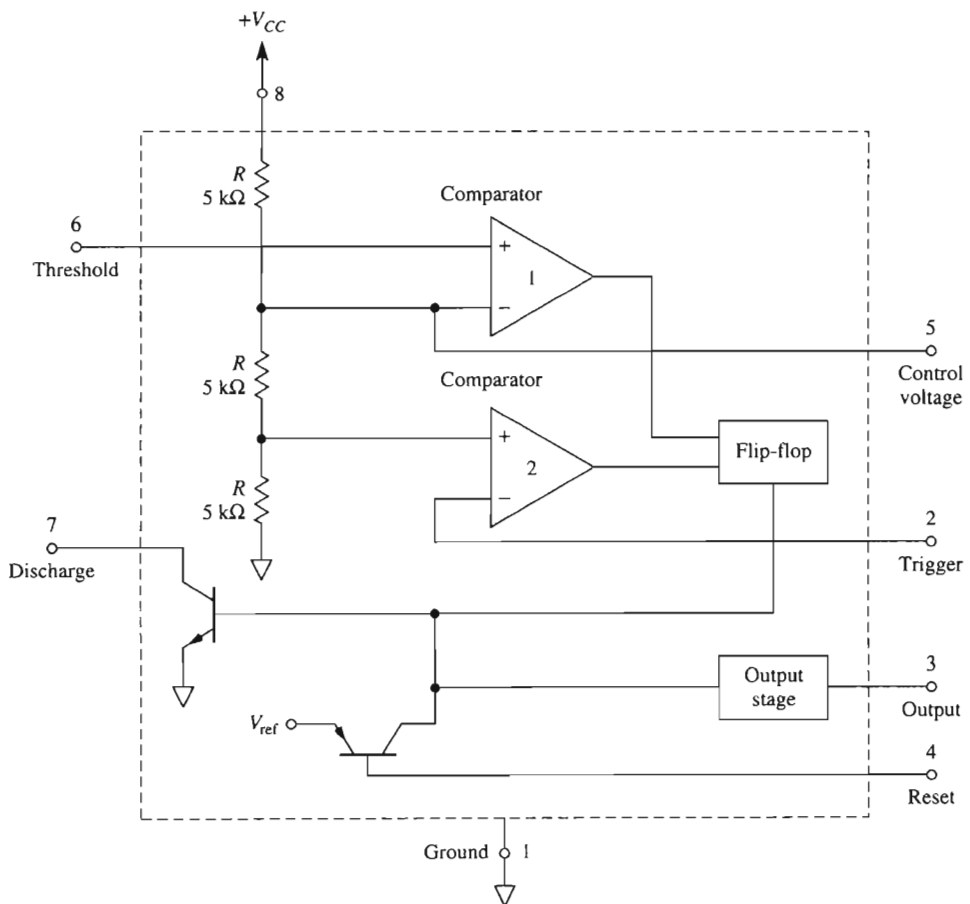 +V_CC
8
R
5 kΩ
Comparator
6
+
Threshold
1
−
5
R
5 kΩ
Comparator
Control
voltage
+
Flip-flop
2
R
5 kΩ
−
7
2
Discharge
Trigger
3
Output
stage
V_ref
Output
4
Reset
Ground
1